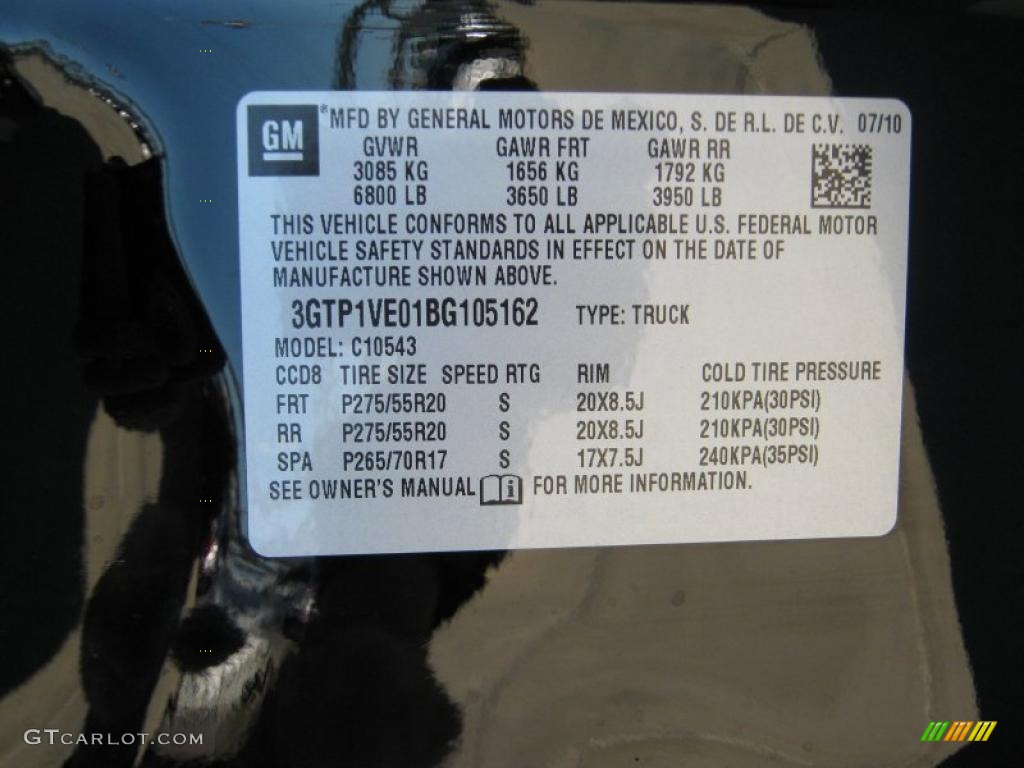 GM ® MFD BY GENERAL MOTORS DE MEXICO, S. DE R.L. DE C.V. 07/10
GVWR GAWR FRT GAWR RR
3085 KG 1656 KG 1792 KG
6800 LB 3650 LB 3950 LB
THIS VEHICLE CONFORMS TO ALL APPLICABLE U.S. FEDERAL MOTOR
VEHICLE SAFETY STANDARDS IN EFFECT ON THE DATE OF
MANUFACTURE SHOWN ABOVE.
3GTP1VE01BG105162 TYPE: TRUCK
MODEL: C10543
CCD8 TIRE SIZE SPEED RTG RIM COLD TIRE PRESSURE
FRT P275/55R20 S 20X8.5J 210KPA(30PSI)
RR P275/55R20 S 20X8.5J 210KPA(30PSI)
SPA P265/70R17 S 17X7.5J 240KPA(35PSI)
SEE OWNER'S MANUAL i FOR MORE INFORMATION.
GTCARLOT.COM